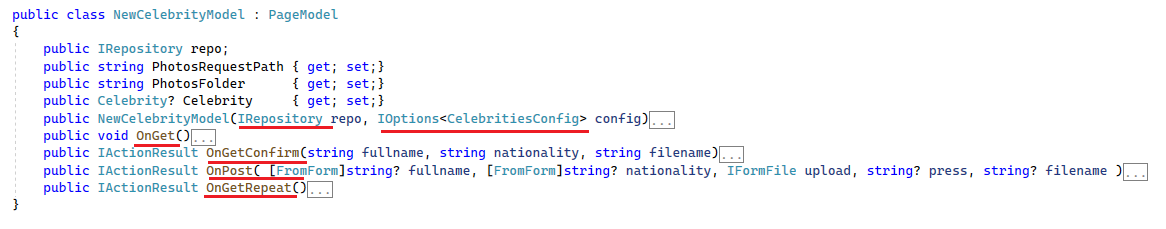 public class NewCelebrityModel : PageModel
{
public IRepository repo;
public string PhotosRequestPath { get; set;}
public string PhotosFolder { get; set;}
public Celebrity? Celebrity { get; set;}
public NewCelebrityModel(IRepository repo, IOptions<CelebritiesConfig> config)...
public void OnGet()...
public IActionResult OnGetConfirm(string fullname, string nationality, string filename)...
public IActionResult OnPost( [FromForm]string? fullname, [FromForm]string? nationality, IFormFile upload, string? press, string? filename )...
public IActionResult OnGetRepeat()...
}